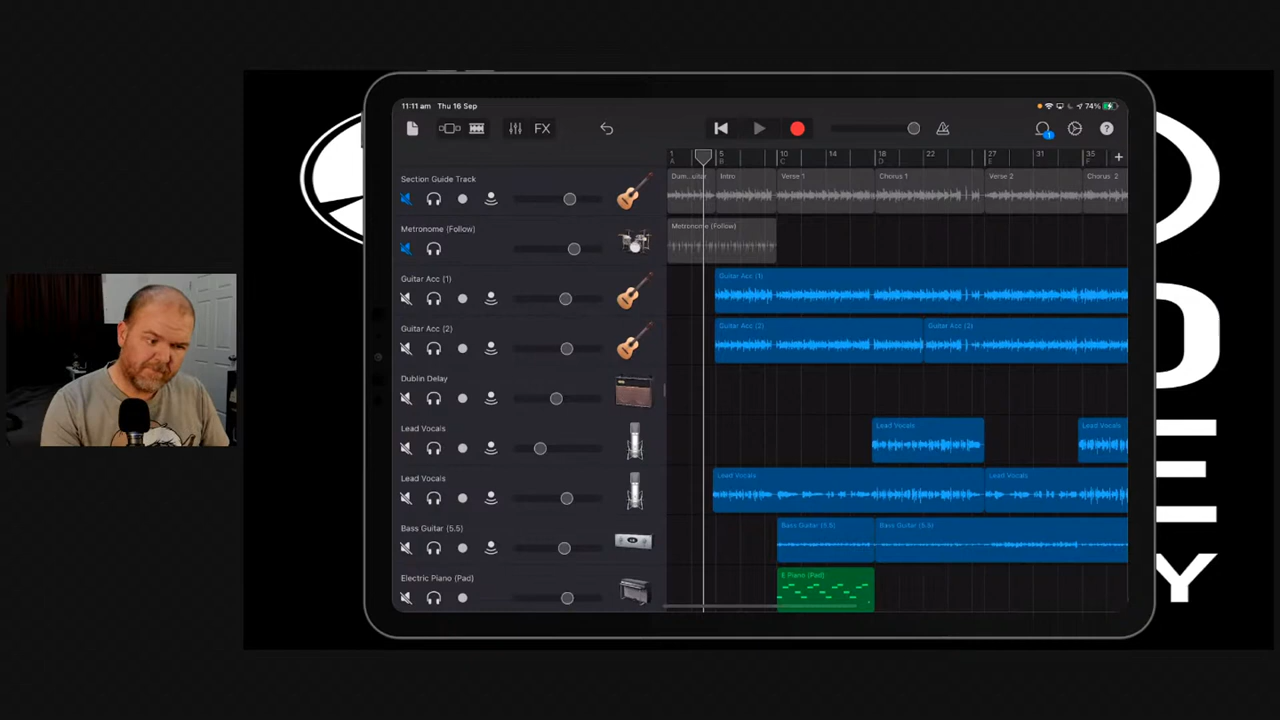 11:11 am Thu 16 Sep
74%
FX
1
?
1 5 10 14 18 22 27 31 35 +
A B C D E F
Section Guide Track
Intro
Verse 1
Chorus 1
Verse 2
Chorus 2
Metronome (Follow)
Metronome (Follow)
Guitar Acc (1)
Guitar Acc (1)
Guitar Acc (2)
Guitar Acc (2)
Guitar Acc (2)
Dublin Delay
Lead Vocals
Lead Vocals
Lead Vocals
Lead Vocals
Lead Vocals
Lead Vocals
Bass Guitar (5.5)
Bass Guitar (5.5)
Bass Guitar (5.5)
Electric Piano (Pad)
E Piano (Pad)